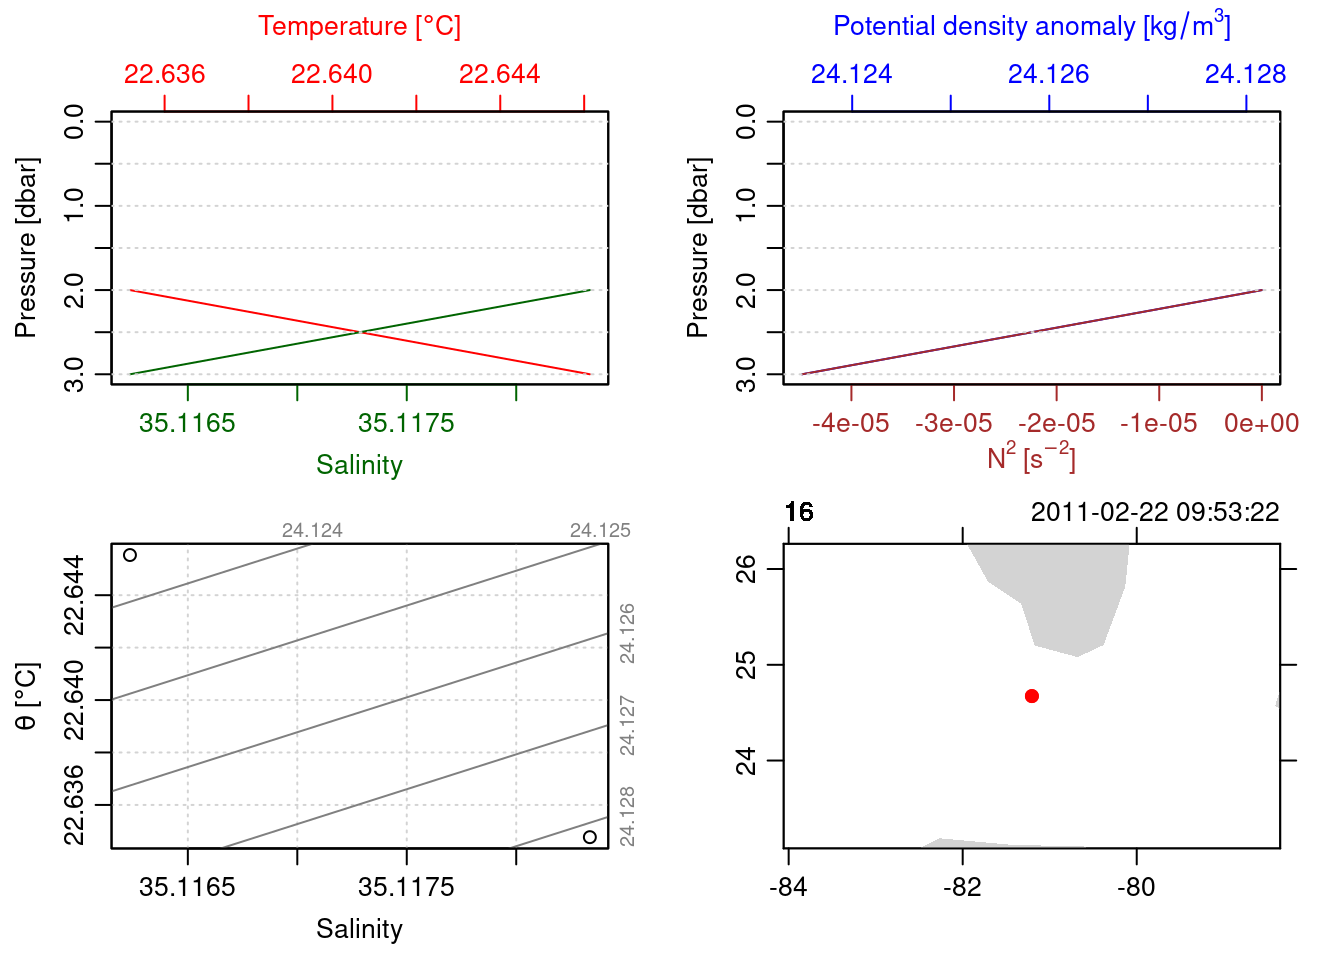 Temperature [°C]
22.636 22.640 22.644
Pressure [dbar]
0.0 1.0 2.0 3.0
35.1165 35.1175
Salinity
Potential density anomaly [kg/m³]
24.124 24.126 24.128
Pressure [dbar]
0.0 1.0 2.0 3.0
-4e-05 -3e-05 -2e-05 -1e-05 0e+00
N² [s⁻²]
24.124 24.125
θ [°C]
22.644 22.640 22.636
24.126 24.127 24.128
35.1165 35.1175
Salinity
16 2011-02-22 09:53:22
26 25 24
-84 -82 -80